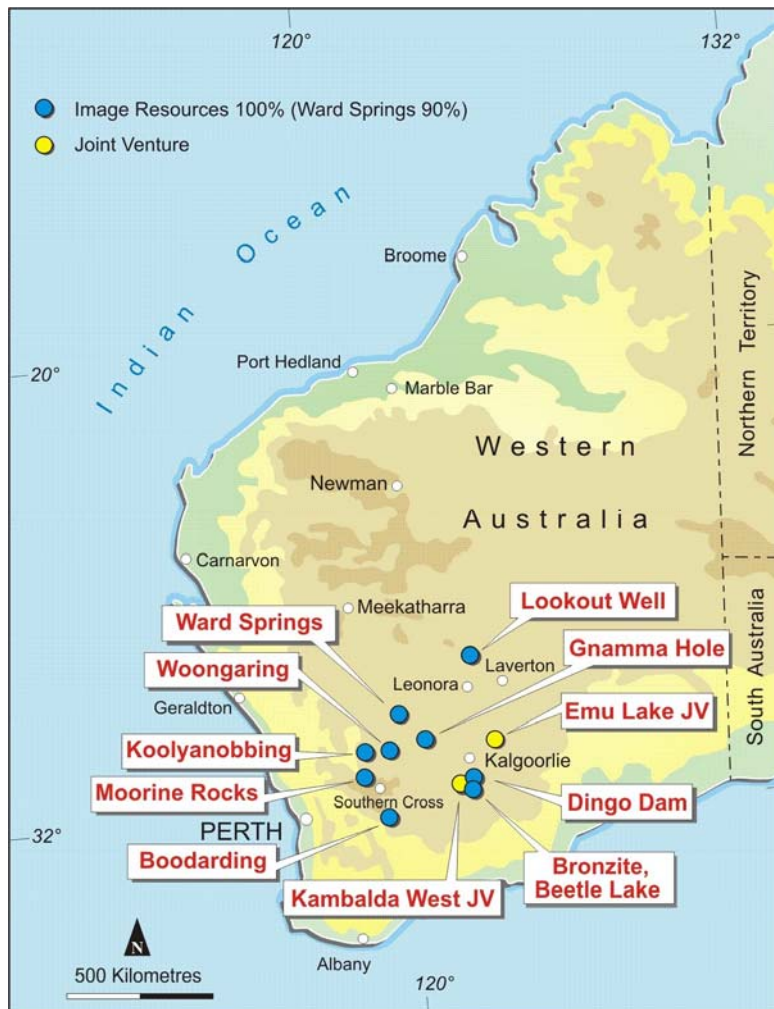 120°
132°
Image Resources 100% (Ward Springs 90%)
Joint Venture
Indian Ocean
Broome
Northern Territory
20°
Port Hedland
Marble Bar
Western
Australia
Newman
Carnarvon
Meekatharra
Lookout Well
Ward Springs
Gnamma Hole
South Australia
Woongaring
Laverton
Leonora
Geraldton
Emu Lake JV
Koolyanobbing
Kalgoorlie
Moorine Rocks
Southern Cross
Dingo Dam
PERTH
32°
Boodarding
Bronzite,
Beetle Lake
Kambalda West JV
N
Albany
500 Kilometres
120°